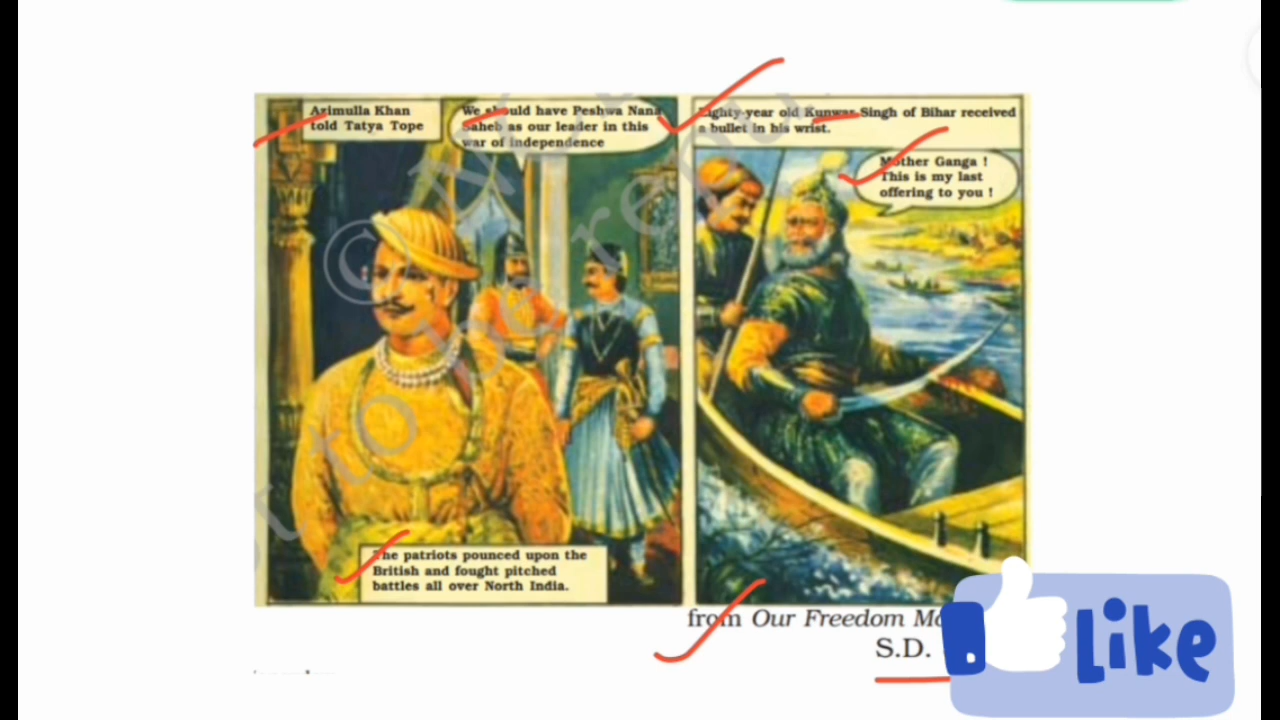 Azimulla Khan
told Tatya Tope
We should have Peshwa Nana
Saheb as our leader in this
war of independence
The patriots pounced upon the
British and fought pitched
battles all over North India.
Eighty-year old Kunwar Singh of Bihar received
a bullet in his wrist.
Mother Ganga !
This is my last
offering to you !
from Our Freedom
S.D.
Like